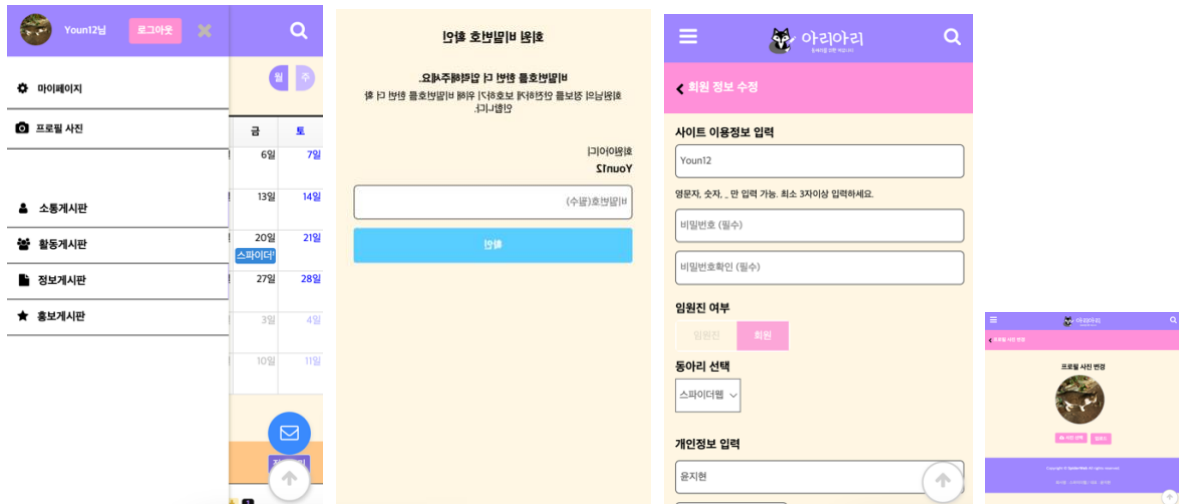 Youn12님
로그아웃
마이페이지
프로필 사진
소통게시판
활동게시판
정보게시판
홍보게시판
월
주
금
토
6일
7일
13일
14일
20일
21일
스파이더
27일
28일
3일
4일
10일
11일
회원 비밀번호 확인
비밀번호를 한번 더 입력해주세요.
회원님의 정보를 안전하게 보호하기 위해 비밀번호를 한번 더 확
인합니다.
회원아이디
Youn12
비밀번호(필수)
확인
아리아리
회원 정보 수정
사이트 이용정보 입력
Youn12
영문자, 숫자, _ 만 입력 가능. 최소 3자이상 입력하세요.
비밀번호 (필수)
비밀번호확인 (필수)
임원진 여부
임원진
회원
동아리 선택
스파이더웹
개인정보 입력
윤지현
아리아리
프로필 사진 변경
프로필 사진 변경